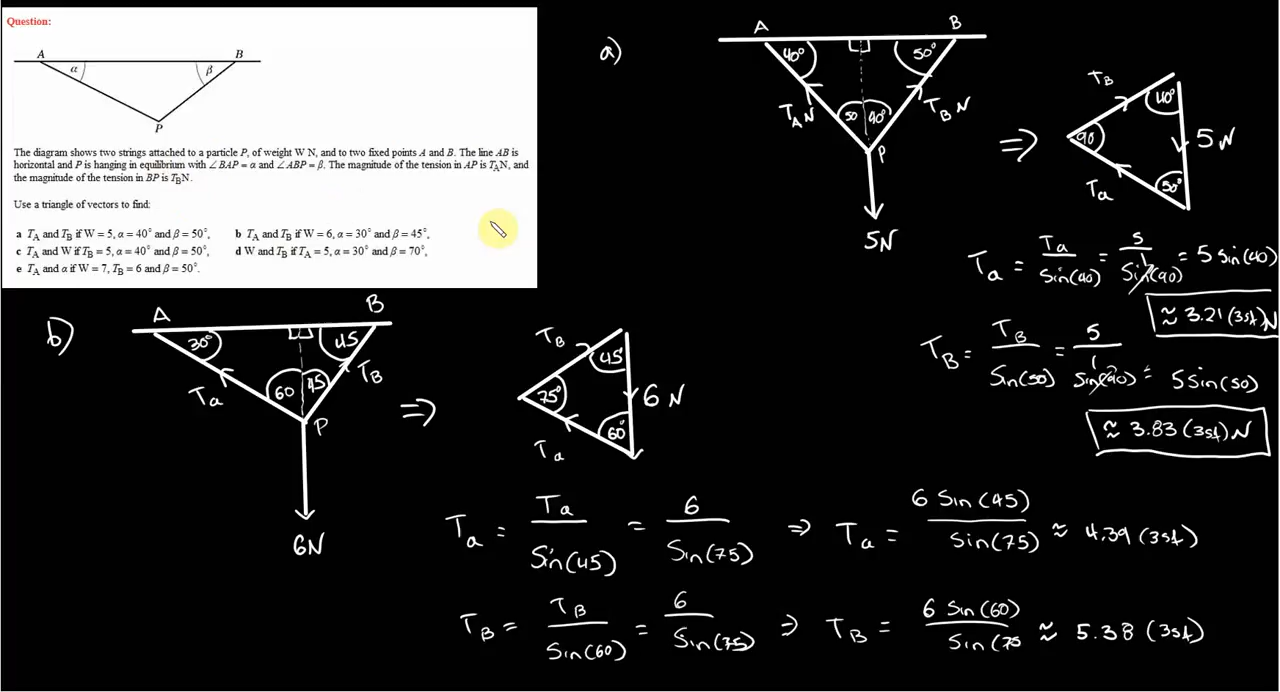 Question:
A B
α β
P
The diagram shows two strings attached to a particle P, of weight W N, and to two fixed points A and B. The line AB is
horizontal and P is hanging in equilibrium with ∠BAP = α and ∠ABP = β. The magnitude of the tension in AP is TAN, and
the magnitude of the tension in BP is TBN.
Use a triangle of vectors to find:
a TA and TB if W = 5, α = 40° and β = 50°, b TA and TB if W = 6, α = 30° and β = 45°,
c TA and W if TB = 5, α = 40° and β = 50°, d W and TB if TA = 5, α = 30° and β = 70°,
e TA and α if W = 7, TB = 6 and β = 50°.
a)
A B
40° 50°
TA N TB N
50 90°
P
5N
⇒
TB
40°
90 5N
50°
Ta
Ta = Ta/Sin(40) = 5/Sin(90) 1 = 5 Sin(40)
≈ 3.21 (3sf) N
TB = TB/Sin(50) = 5/Sin(90) 1 = 5 Sin(50)
≈ 3.83 (3sf) N
b)
A B
30° 45
Ta TB
60 45
P
6N
⇒
TB
45°
75° 6 N
60°
Ta
Ta = Ta/Sin(45) = 6/Sin(75) ⇒ Ta = 6 Sin(45)/Sin(75) ≈ 4.39 (3sf)
TB = TB/Sin(60) = 6/Sin(75) ⇒ TB = 6 Sin(60)/Sin(75 ≈ 5.38 (3sf)